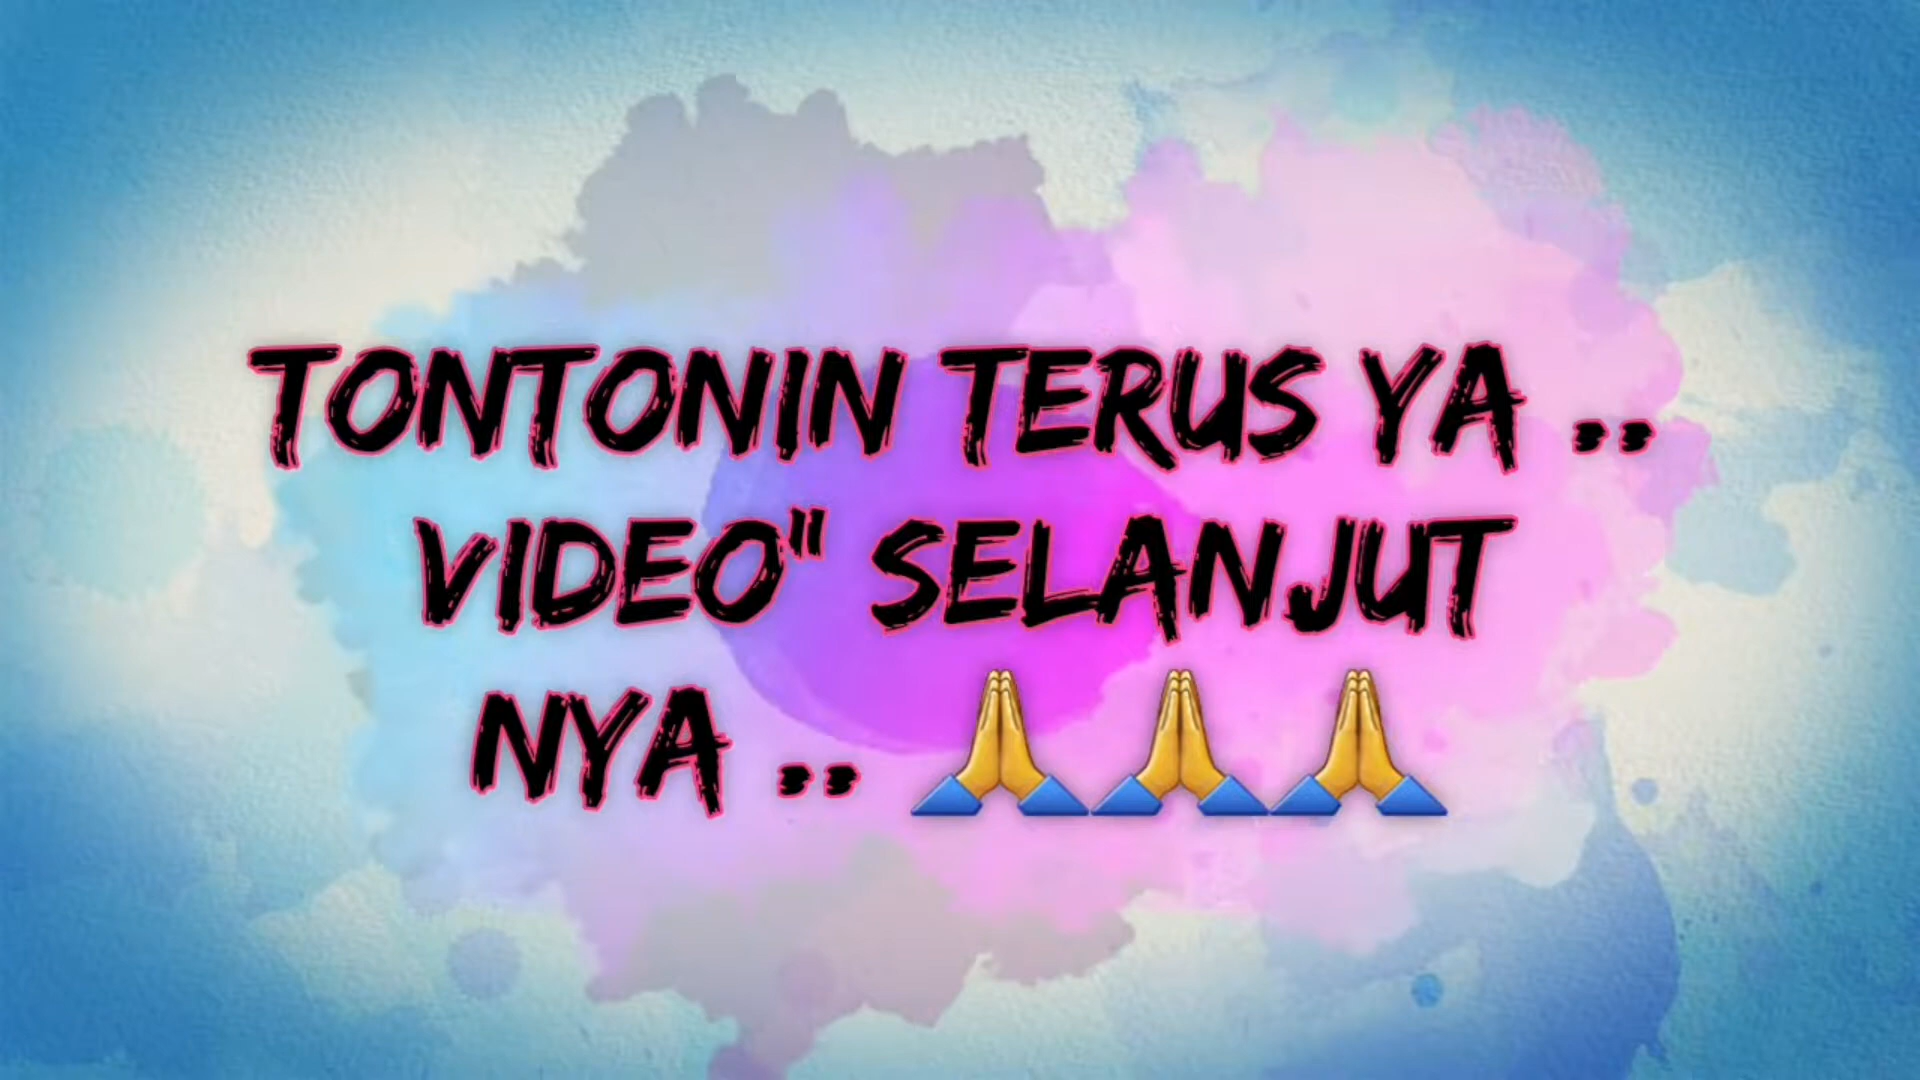 TONTONIN TERUS YA ..
VIDEO" SELANJUT
NYA .. 🙏🙏🙏